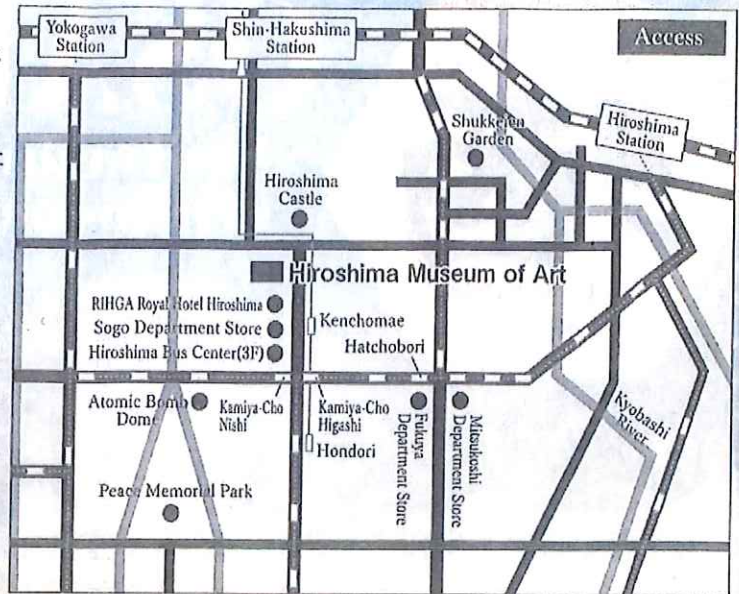 Yokogawa
Station
Shin-Hakushima
Station
Access
Shukkeien
Garden
Hiroshima
Station
Hiroshima
Castle
Hiroshima Museum of Art
RIHGA Royal Hotel Hiroshima
Sogo Department Store
Hiroshima Bus Center(3F)
Kenchomae
Hatchobori
Atomic Bomb
Dome
Kamiya-Cho
Nishi
Kamiya-Cho
Higashi
Hondori
Fukuya
Department Store
Mitsukoshi
Department Store
Kyobashi
River
Peace Memorial Park